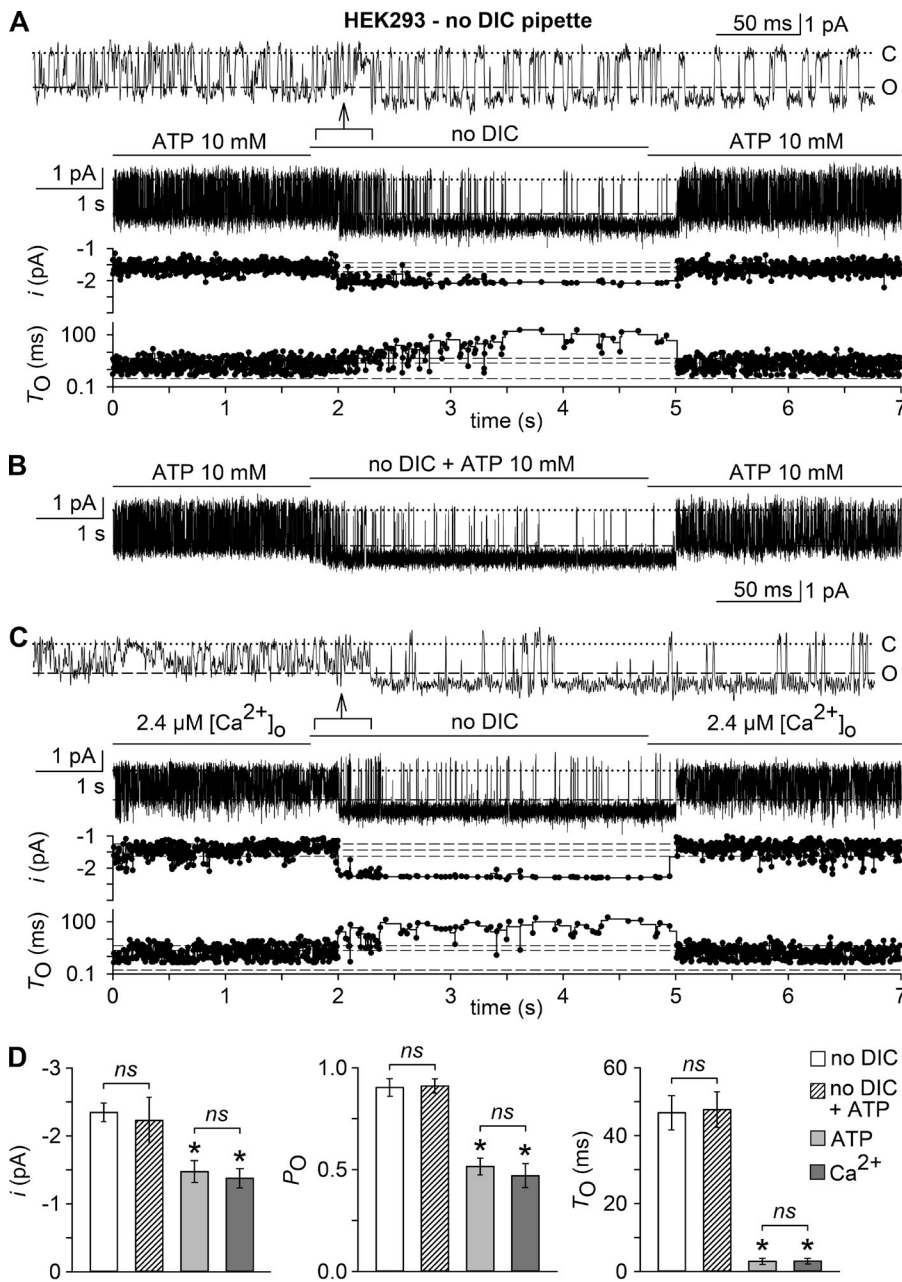 A
HEK293 - no DIC pipette
50 ms 1 pA
C
O
ATP 10 mM no DIC ATP 10 mM
1 pA
1 s
-1
i (pA)
-2
100
TO (ms)
0.1
0 1 2 3 4 5 6 7
time (s)
B
ATP 10 mM no DIC + ATP 10 mM ATP 10 mM
1 pA
1 s
50 ms 1 pA
C
C
O
2.4 µM [Ca2+]o no DIC 2.4 µM [Ca2+]o
1 pA
1 s
-1
i (pA)
-2
100
TO (ms)
0.1
0 1 2 3 4 5 6 7
time (s)
D
-3
-2
-1
0
i (pA)
ns
ns
* *
1.0
0.5
0
PO
ns
ns
* *
60
40
20
0
TO (ms)
ns
ns
* *
no DIC
no DIC
+ ATP
ATP
Ca2+